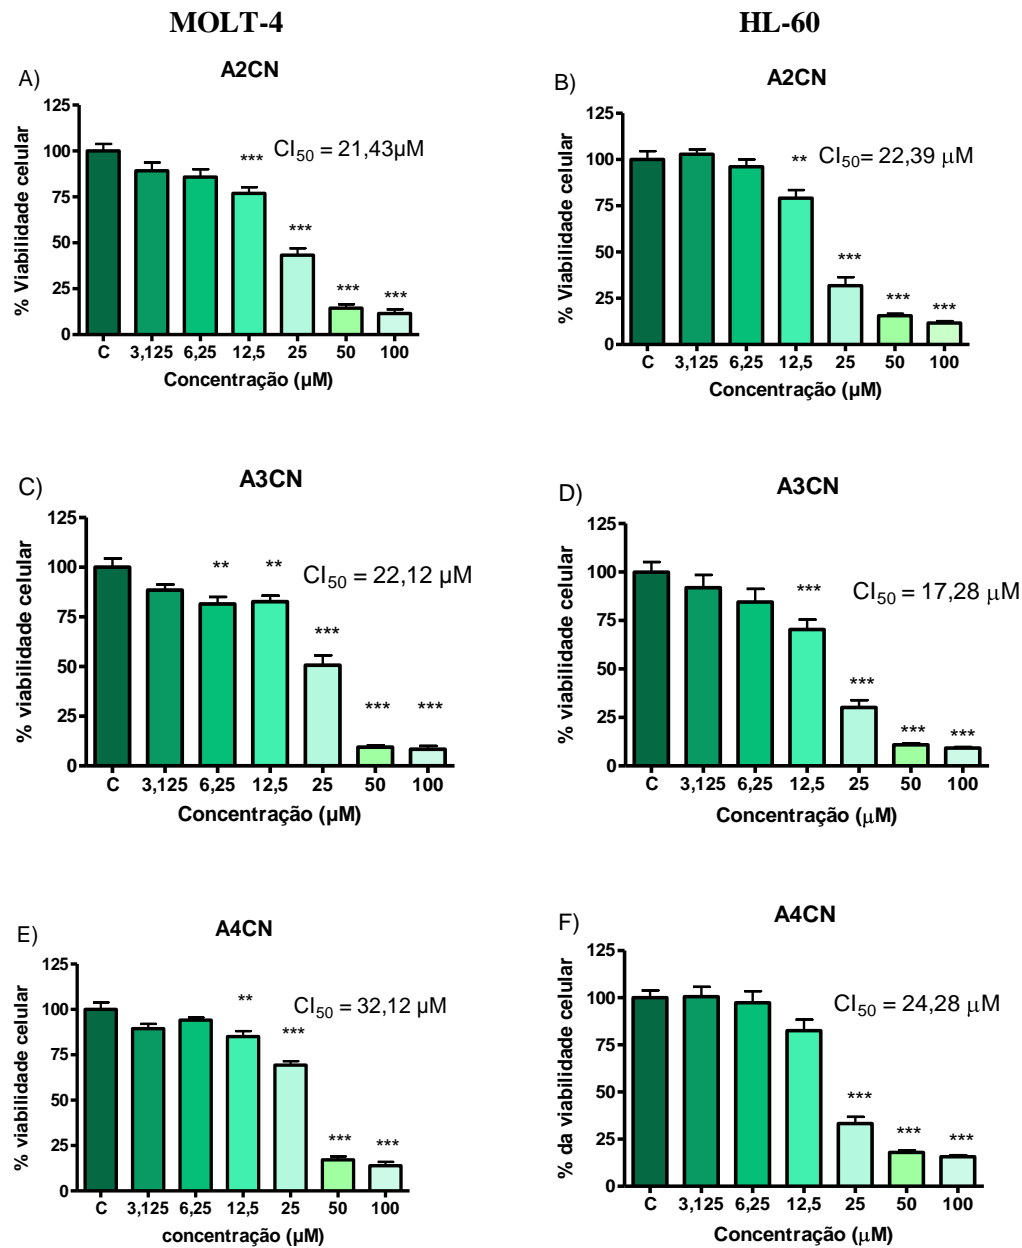 MOLT-4
HL-60
A)
A2CN
% Viabilidade celular
125
100
75
50
25
0
CI50 = 21,43µM
***
***
***
***
C 3,125 6,25 12,5 25 50 100
Concentração (µM)
B)
A2CN
% Viabilidade celular
125
100
75
50
25
0
CI50= 22,39 µM
**
***
***
***
C 3,125 6,25 12,5 25 50 100
Concentração (µM)
C)
A3CN
% viabilidade celular
125
100
75
50
25
0
CI50 = 22,12 µM
** **
***
*** ***
C 3,125 6,25 12,5 25 50 100
Concentração (µM)
D)
A3CN
% viabilidade celular
125
100
75
50
25
0
CI50 = 17,28 µM
***
***
***
***
C 3,125 6,25 12,5 25 50 100
Concentração (µM)
E)
A4CN
% viabilidade celular
125
100
75
50
25
0
CI50 = 32,12 µM
**
***
***
***
C 3,125 6,25 12,5 25 50 100
concentração (µM)
F)
A4CN
% da viabilidade celular
125
100
75
50
25
0
CI50 = 24,28 µM
***
***
***
C 3,125 6,25 12,5 25 50 100
Concentração (µM)